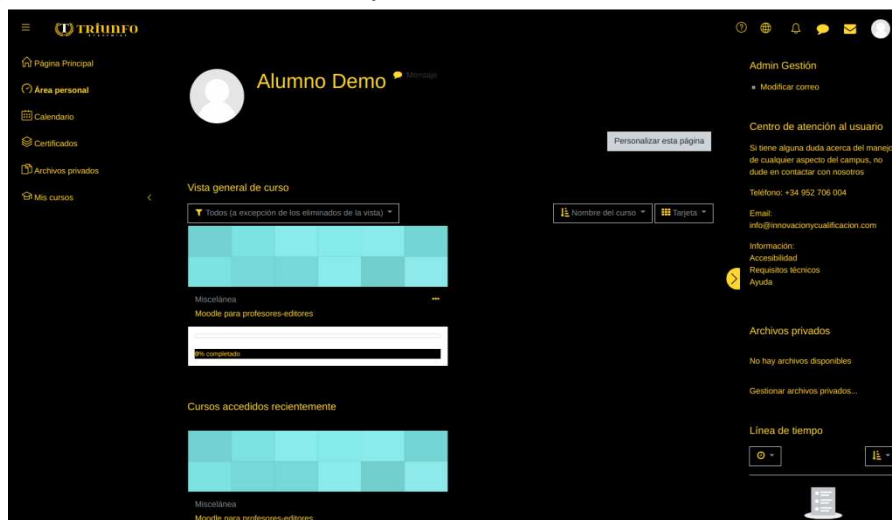 TRIUNFO
Página Principal
Área personal
Calendario
Certificados
Archivos privados
Mis cursos
Alumno Demo
Mensaje
Personalizar esta página
Vista general de curso
Todos (a excepción de los eliminados de la vista)
Nombre del curso
Tarjeta
Miscelánea
Moodle para profesores-editores
0% completado
Cursos accedidos recientemente
Miscelánea
Moodle para profesores-editores
Admin Gestión
Modificar correo
Centro de atención al usuario
Si tiene alguna duda acerca del manejo
de cualquier aspecto del campus, no
dude en contactar con nosotros
Teléfono: +34 952 706 004
Email:
info@innovacionycualificacion.com
Información:
Accesibilidad
Requisitos técnicos
Ayuda
Archivos privados
No hay archivos disponibles
Gestionar archivos privados...
Línea de tiempo